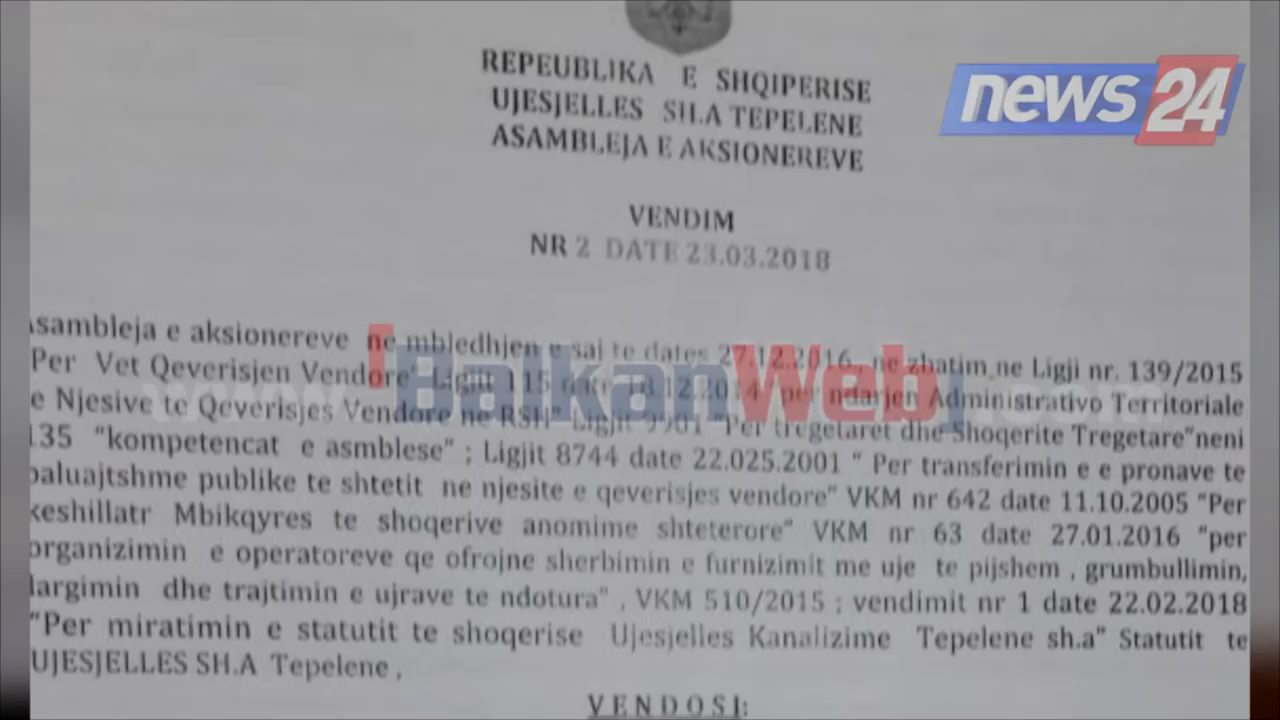 REPEUBLIKA E SHQIPERISE
UJESJELLES SH.A TEPELENE
ASAMBLEJA E AKSIONEREVE
news 24
VENDIM
NR 2 DATE 23.03.2018
Asambleja e aksionereve ne mbledhjen e saj te dates 27.12.2016, ne zbatim ne Ligji nr. 139/2015
Per Vet Qeverisjen Vendore" Ligjit 115 date 18.12.2014 per ndarjen Administrativo Territoriale
e Njesive te Qeverisjes Vendore ne RSH" Ligjit 9901 "Per tregetaret dhe Shoqerite Tregetare"neni
135 "kompetencat e asmblese" ; Ligjit 8744 date 22.025.2001 " Per transferimin e e pronave te
paluajtshme publike te shtetit ne njesite e qeverisjes vendore" VKM nr 642 date 11.10.2005 "Per
keshillatr Mbikqyres te shoqerive anomime shteterore" VKM nr 63 date 27.01.2016 "per
organizimin e operatoreve qe ofrojne sherbimin e furnizimit me uje te pijshem , grumbullimin,
largimin dhe trajtimin e ujrave te ndotura" , VKM 510/2015 ; vendimit nr 1 date 22.02.2018
"Per miratimin e statutit te shoqerise Ujesjelles Kanalizime Tepelene sh.a" Statutit te
UJESJELLES SH.A Tepelene ,
VENDOSI:
www.[BalkanWeb].com